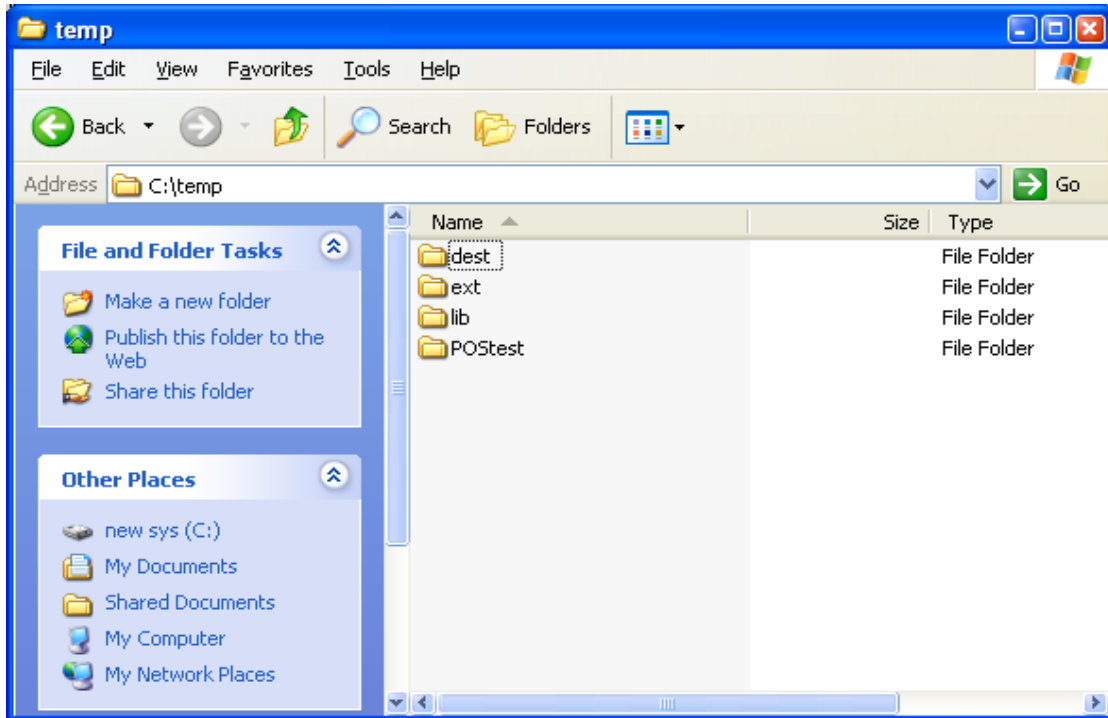 temp
File Edit View Favorites Tools Help
Back Search Folders
Address C:\temp Go
File and Folder Tasks
Make a new folder
Publish this folder to the
Web
Share this folder
Other Places
new sys (C:)
My Documents
Shared Documents
My Computer
My Network Places
Name Size Type
dest File Folder
ext File Folder
lib File Folder
POStest File Folder